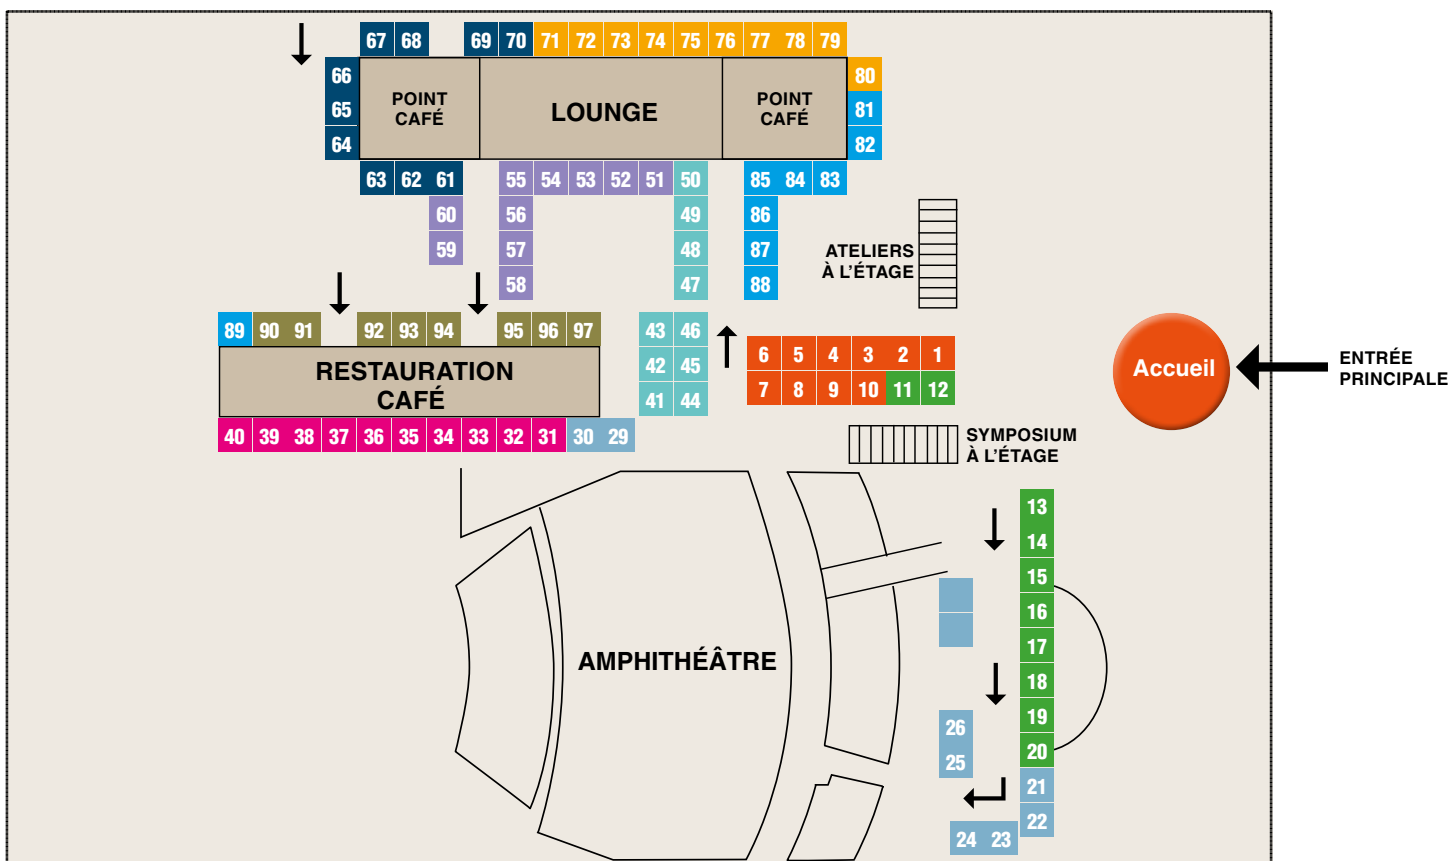 67 68 69 70 71 72 73 74 75 76 77 78 79
66 80
POINT
CAFÉ
LOUNGE
POINT
CAFÉ
65 81
64 82
63 62 61 55 54 53 52 51 50 85 84 83
60 56 49 86
59 57 48 87
58 47 88
ATELIERS
À L’ÉTAGE
89 90 91 92 93 94 95 96 97 43 46
RESTAURATION
CAFÉ
42 45
41 44
6 5 4 3 2 1
7 8 9 10 11 12
Accueil
ENTRÉE
PRINCIPALE
40 39 38 37 36 35 34 33 32 31 30 29
SYMPOSIUM
À L’ÉTAGE
13
14
15
16
17
18
19
20
21
22
AMPHITHÉÂTRE
26
25
24 23